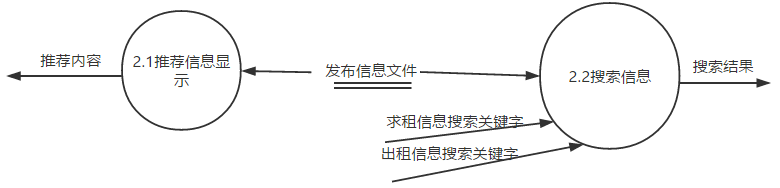 推荐内容
2.1推荐信息显
示
发布信息文件
2.2搜索信息
搜索结果
求租信息搜索关键字
出租信息搜索关键字